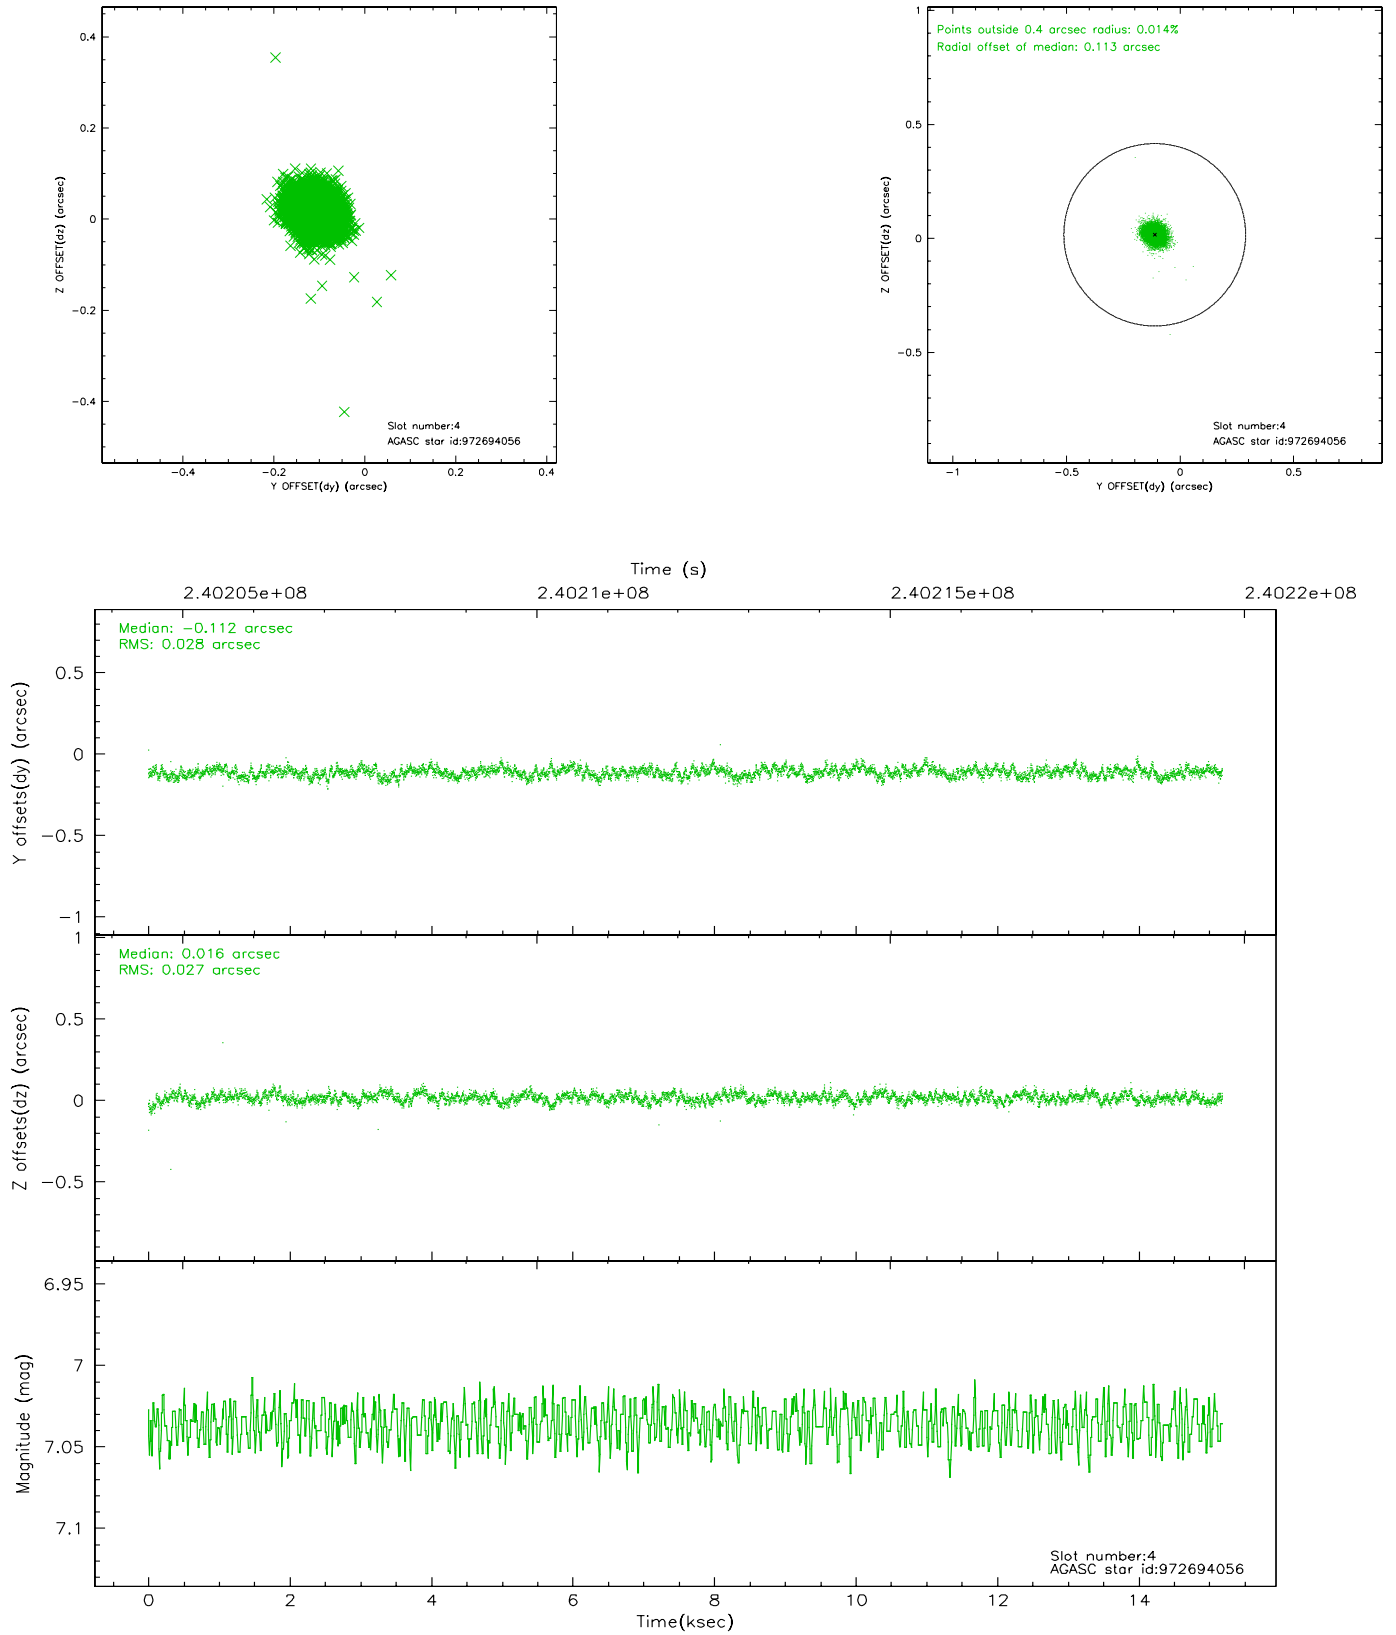 0.4
0.2
0
−0.2
−0.4
Z OFFSET(dz) (arcsec)
Slot number:4
AGASC star id:972694056
−0.4 −0.2 0 0.2 0.4
Y OFFSET(dy) (arcsec)
Points outside 0.4 arcsec radius: 0.014%
Radial offset of median: 0.113 arcsec
1
0.5
0
−0.5
Z OFFSET(dz) (arcsec)
Slot number:4
AGASC star id:972694056
−1 −0.5 0 0.5
Y OFFSET(dy) (arcsec)
Time (s)
2.40205e+08 2.4021e+08 2.40215e+08 2.4022e+08
Median: −0.112 arcsec
RMS: 0.028 arcsec
0.5
0
−0.5
−1
Y offsets(dy) (arcsec)
Median: 0.016 arcsec
RMS: 0.027 arcsec
1
0.5
0
−0.5
Z offsets(dz) (arcsec)
6.95
7
7.05
7.1
Magnitude (mag)
Slot number:4
AGASC star id:972694056
0 2 4 6 8 10 12 14
Time(ksec)